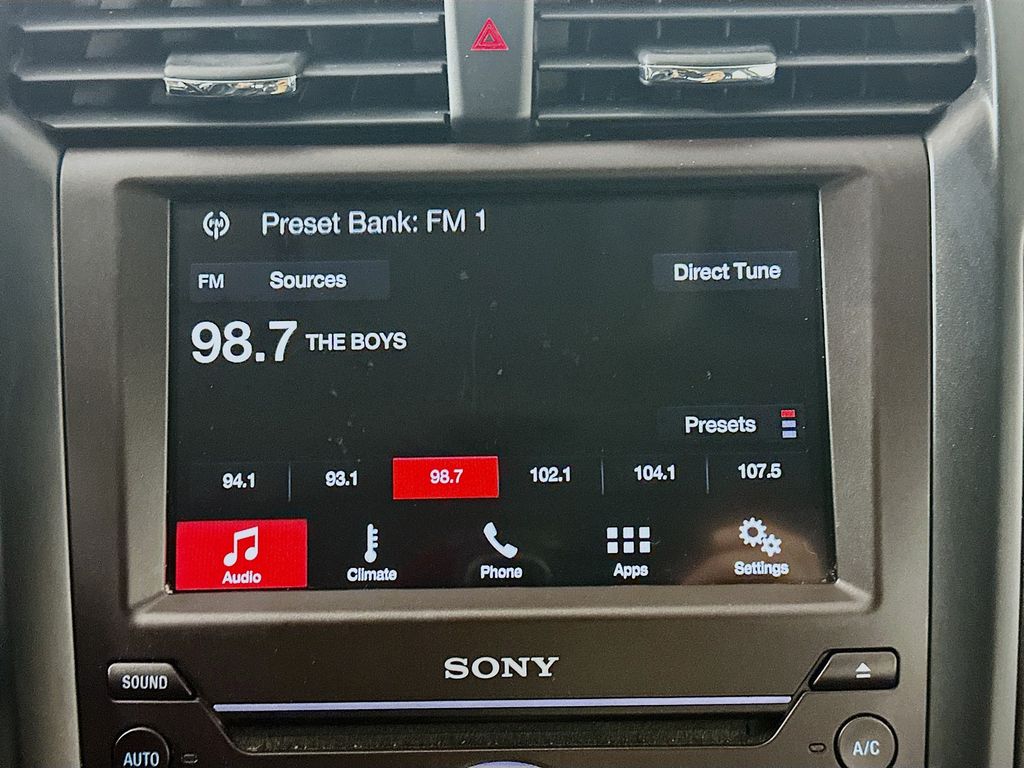 FM Preset Bank: FM 1
FM Sources Direct Tune
98.7 THE BOYS
Presets
94.1 93.1 98.7 102.1 104.1 107.5
Audio Climate Phone Apps Settings
SONY
SOUND
AUTO A/C